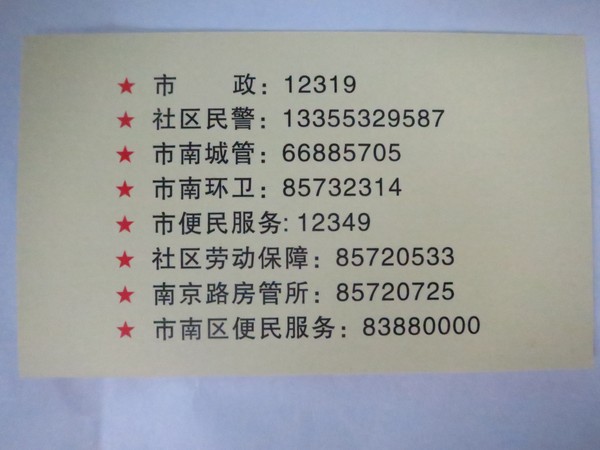 ★ 市　　政：12319
★ 社区民警：13355329587
★ 市南城管：66885705
★ 市南环卫：85732314
★ 市便民服务: 12349
★ 社区劳动保障：85720533
★ 南京路房管所：85720725
★ 市南区便民服务：83880000